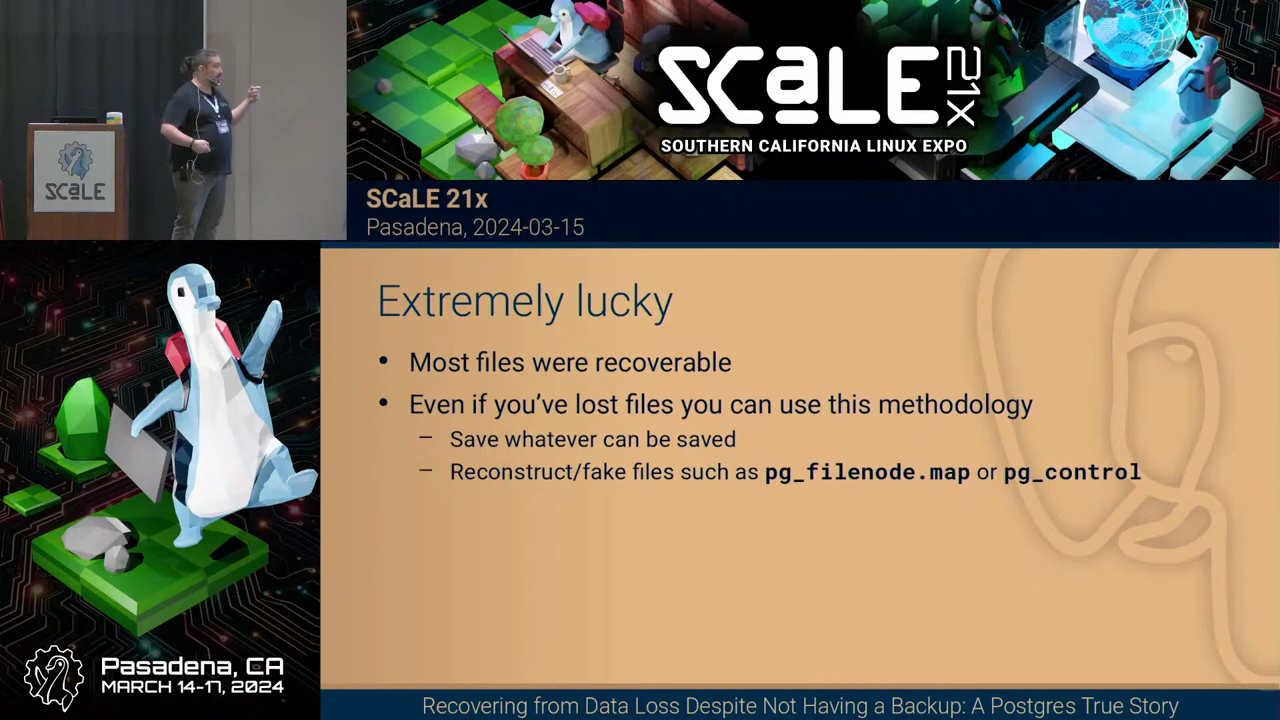 SCaLE
SCaLE 21x
SOUTHERN CALIFORNIA LINUX EXPO
SCaLE 21x
Pasadena, 2024-03-15
Extremely lucky
• Most files were recoverable
• Even if you’ve lost files you can use this methodology
– Save whatever can be saved
– Reconstruct/fake files such as pg_filenode.map or pg_control
Pasadena, CA
MARCH 14-17, 2024
Recovering from Data Loss Despite Not Having a Backup: A Postgres True Story